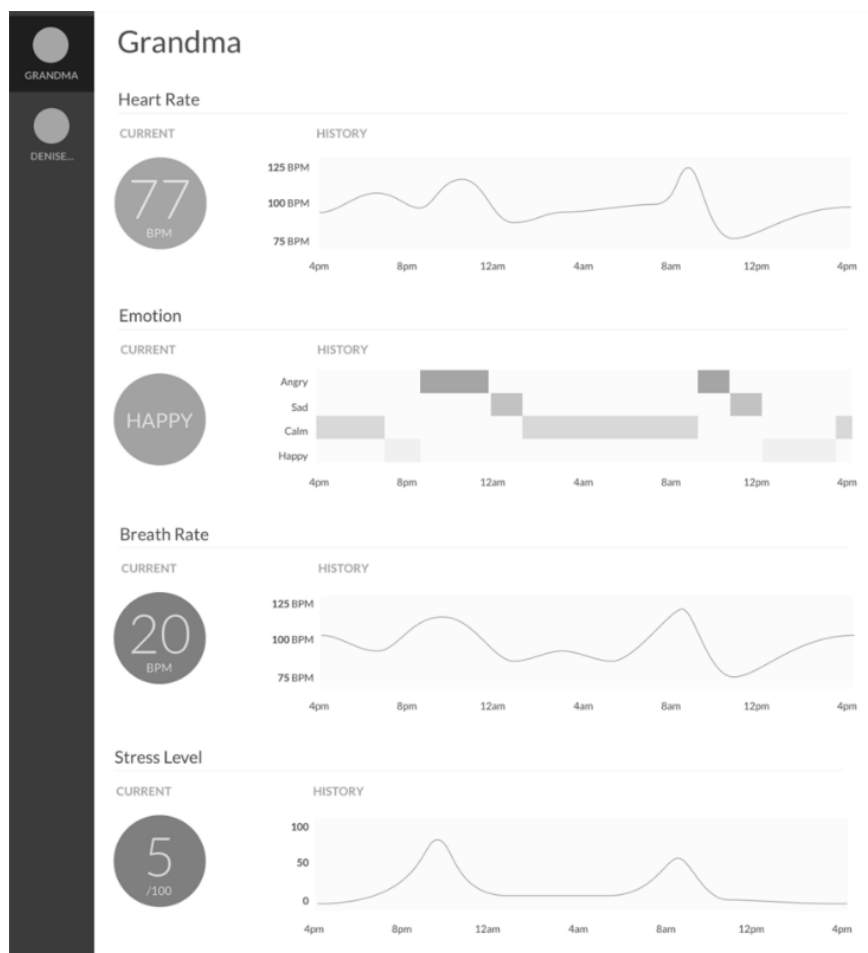 GRANDMA
DENISE...
Grandma
Heart Rate
CURRENT
HISTORY
77
BPM
125 BPM
100 BPM
75 BPM
4pm 8pm 12am 4am 8am 12pm 4pm
Emotion
CURRENT
HISTORY
HAPPY
Angry
Sad
Calm
Happy
4pm 8pm 12am 4am 8am 12pm 4pm
Breath Rate
CURRENT
HISTORY
20
BPM
125 BPM
100 BPM
75 BPM
4pm 8pm 12am 4am 8am 12pm 4pm
Stress Level
CURRENT
HISTORY
5
/100
100
50
0
4pm 8pm 12am 4am 8am 12pm 4pm